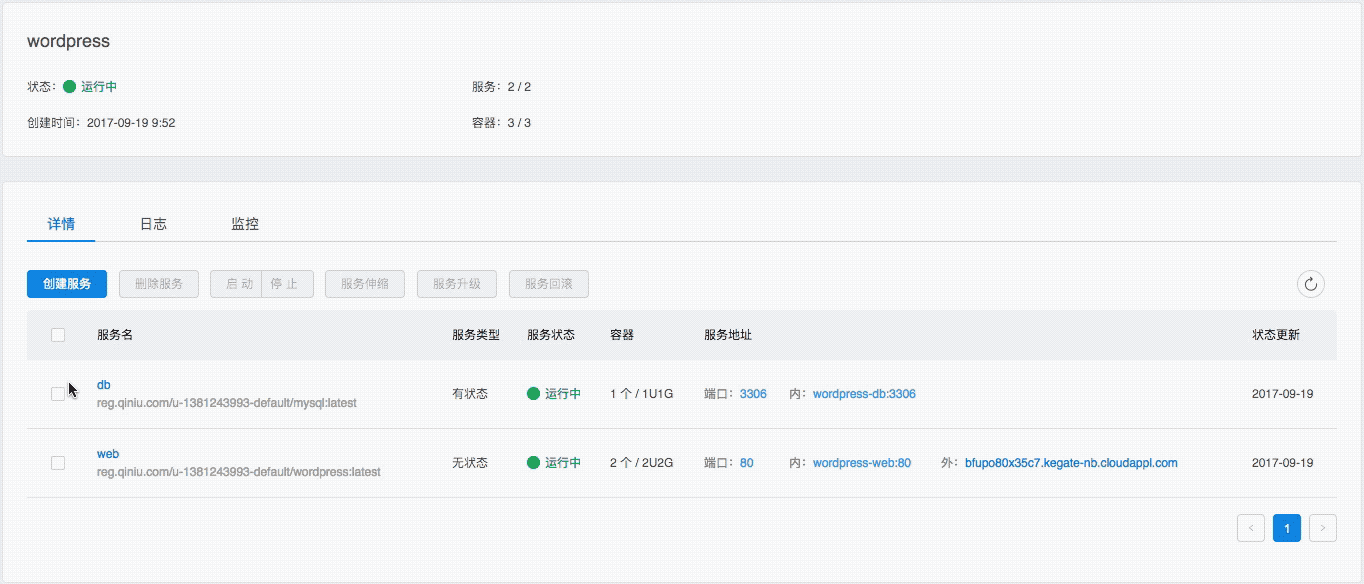 wordpress
状态： 运行中 服务： 2 / 2
创建时间： 2017-09-19 9:52 容器： 3 / 3
详情 日志 监控
创建服务 删除服务 启 动 停 止 服务伸缩 服务升级 服务回滚
服务名 服务类型 服务状态 容器 服务地址 状态更新
db
reg.qiniu.com/u-1381243993-default/mysql:latest
有状态 运行中 1 个 / 1U1G 端口： 3306 内： wordpress-db:3306 2017-09-19
web
reg.qiniu.com/u-1381243993-default/wordpress:latest
无状态 运行中 2 个 / 2U2G 端口： 80 内： wordpress-web:80 外： bfupo80x35c7.kegate-nb.cloudappl.com 2017-09-19
< 1 >